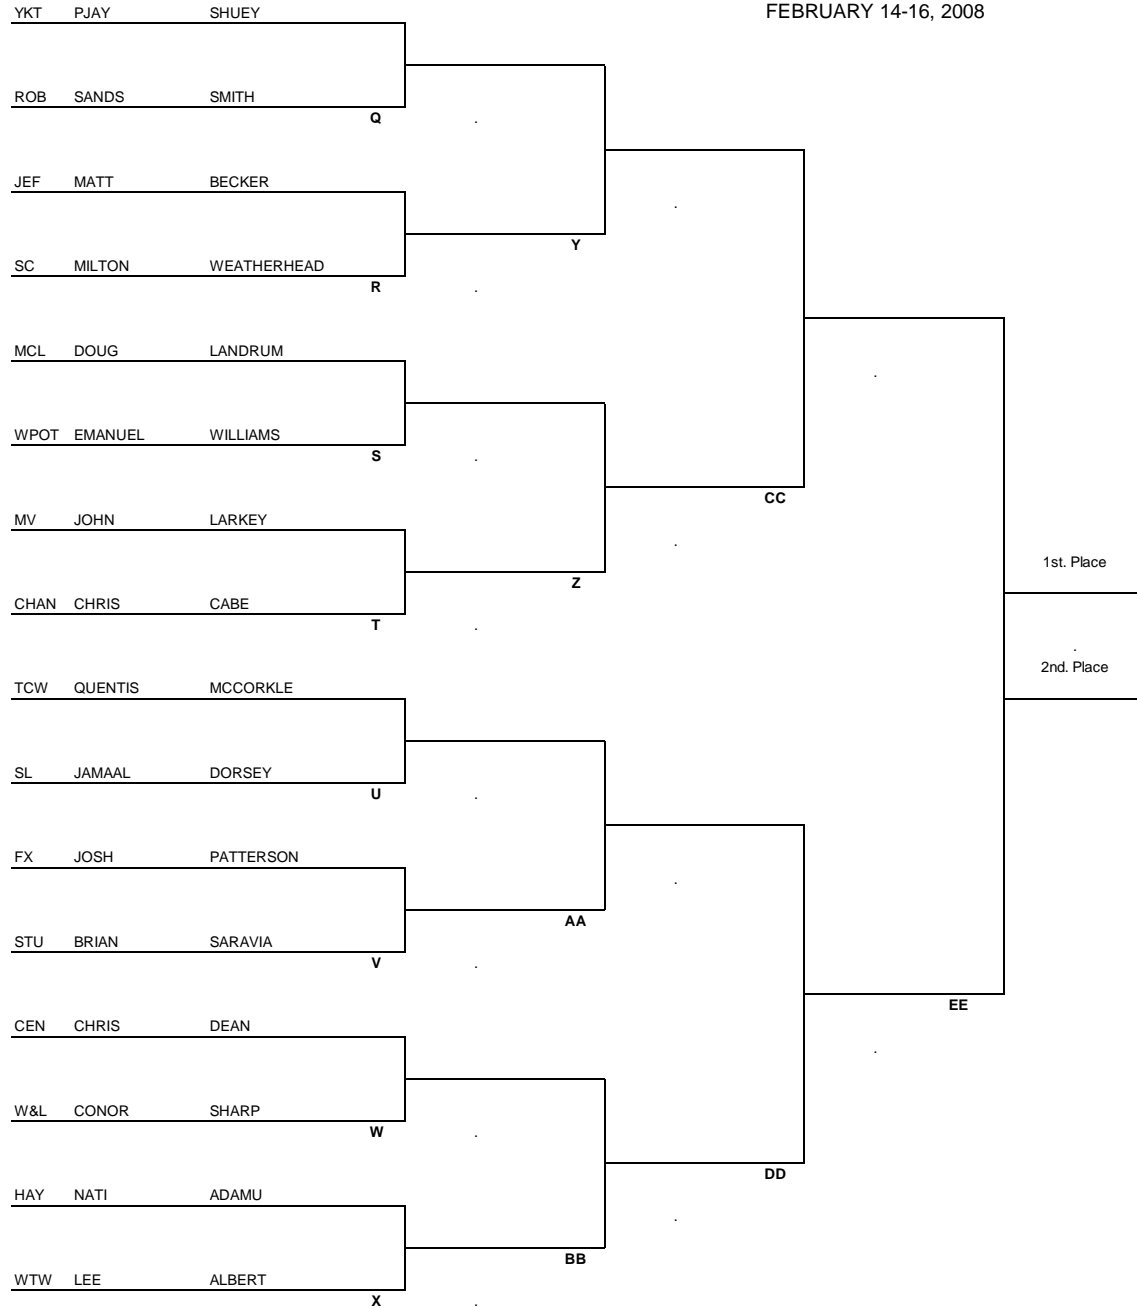 YKT PJAY SHUEY FEBRUARY 14-16, 2008
ROB SANDS SMITH
Q .
JEF MATT BECKER
.
Y
SC MILTON WEATHERHEAD
R .
MCL DOUG LANDRUM
.
WPOT EMANUEL WILLIAMS
S .
CC
MV JOHN LARKEY
.
1st. Place
Z
CHAN CHRIS CABE
T .
.
2nd. Place
TCW QUENTIS MCCORKLE
SL JAMAAL DORSEY
U .
FX JOSH PATTERSON
.
AA
STU BRIAN SARAVIA
V .
EE
CEN CHRIS DEAN
.
W&L CONOR SHARP
W .
DD
HAY NATI ADAMU
.
BB
WTW LEE ALBERT
X .